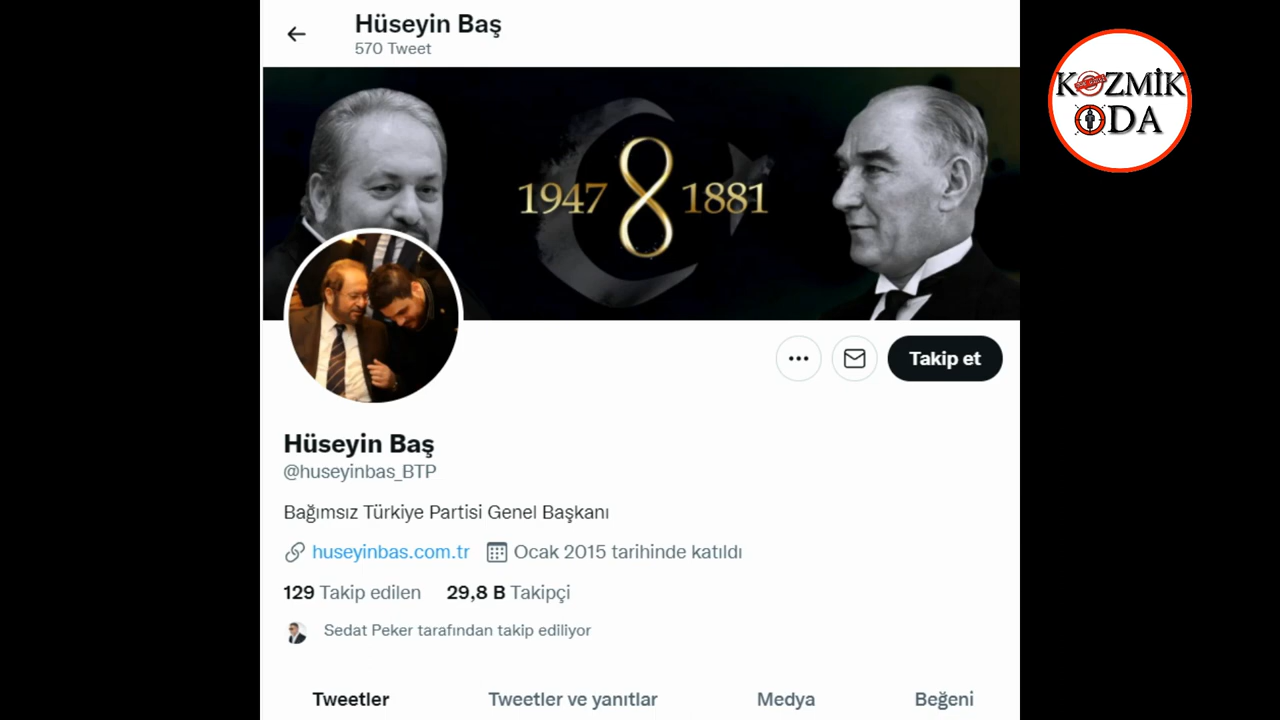 Hüseyin Baş
570 Tweet
KOZMİK
ODA
1947 8 1881
Takip et
Hüseyin Baş
@huseyinbas_BTP
Bağımsız Türkiye Partisi Genel Başkanı
huseyinbas.com.tr Ocak 2015 tarihinde katıldı
129 Takip edilen 29,8 B Takipçi
Sedat Peker tarafından takip ediliyor
Tweetler Tweetler ve yanıtlar Medya Beğeni